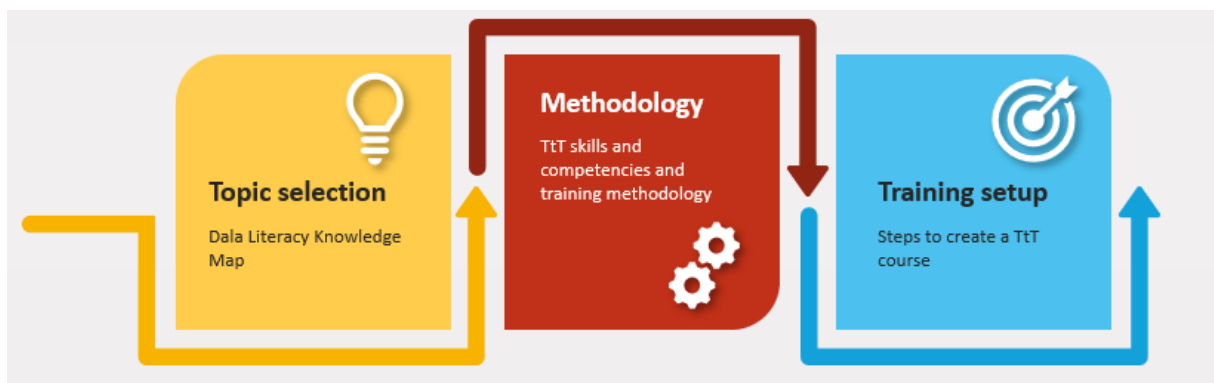 Topic selection
Dala Literacy Knowledge
Map
Methodology
TtT skills and
competencies and
training methodology
Training setup
Steps to create a TtT
course